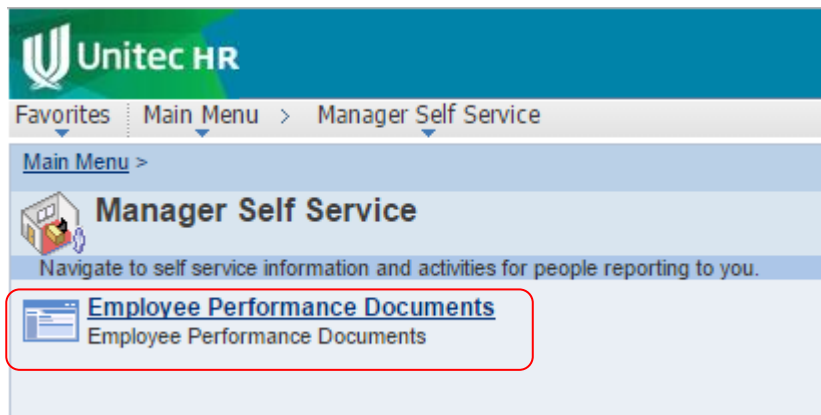 Unitec HR
Favorites Main Menu > Manager Self Service
Main Menu >
Manager Self Service
Navigate to self service information and activities for people reporting to you.
Employee Performance Documents
Employee Performance Documents